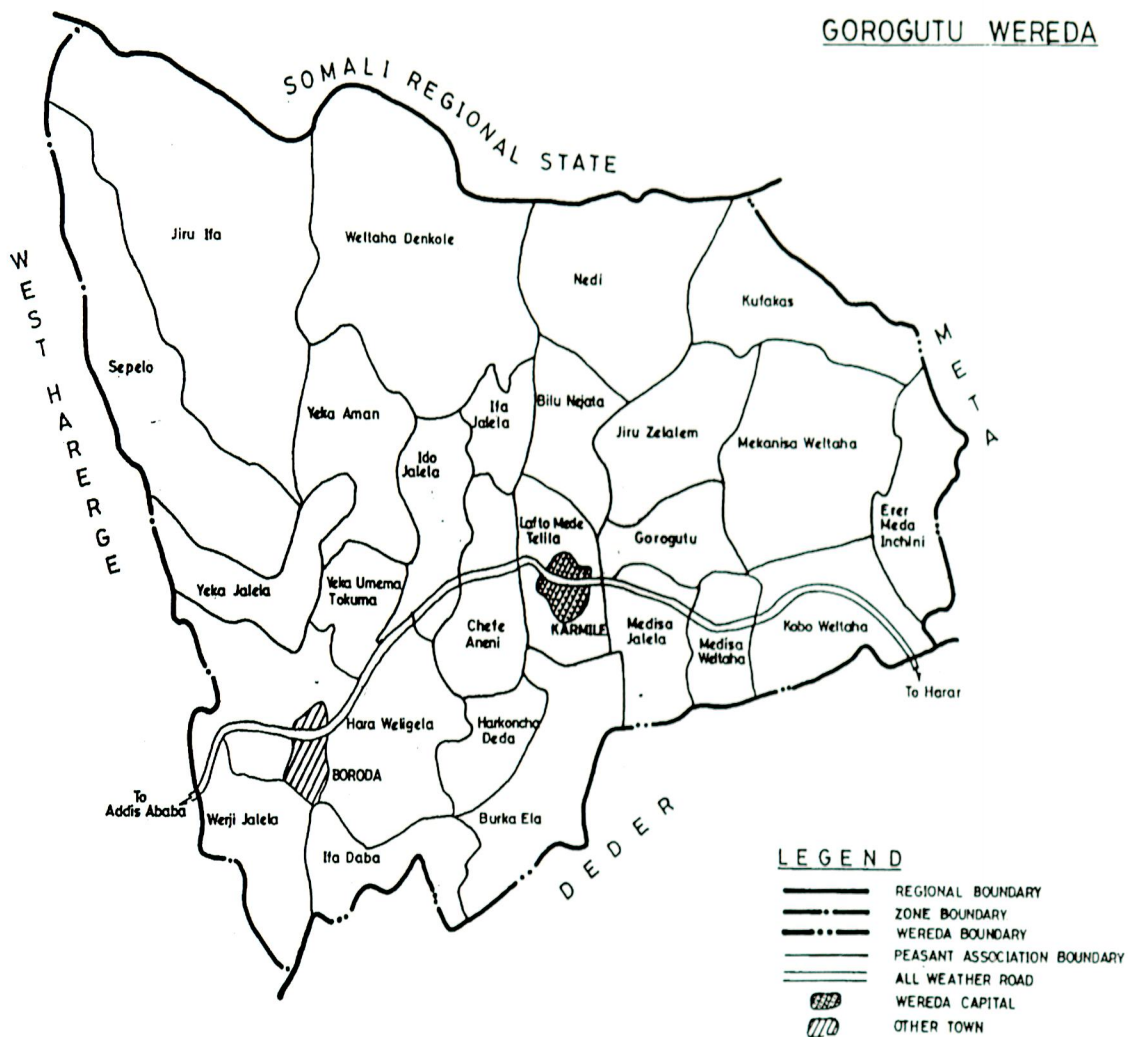 GOROGUTU WEREDA
SOMALI REGIONAL STATE
WEST HARERGE
META
DEDER
Jiru Ifa
Weltaha Denkole
Nedi
Kufakas
Sepelo
Yeka Aman
Ifa
Jalela
Bilu Nejata
Jiru Zelalem
Mekanisa Weltaha
Ido
Jalela
Erer
Meda
Inchini
Lafto Mede
Telila
Gorogutu
Yeka Jalela
Yeka Umema
Tokuma
Chefe
Aneni
KARMILE
Medisa
Jalela
Medisa
Weltaha
Kobo Weltaha
To Harar
Hara Weligela
Harkoncho
Deda
BORODA
To
Addis Ababa
Werji Jalela
Burka Ela
Ifa Daba
LEGEND
REGIONAL BOUNDARY
ZONE BOUNDARY
WEREDA BOUNDARY
PEASANT ASSOCIATION BOUNDARY
ALL WEATHER ROAD
WEREDA CAPITAL
OTHER TOWN